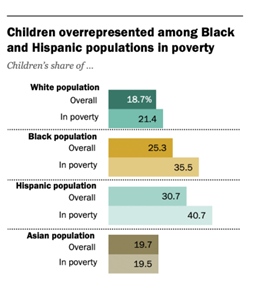 Children overrepresented among Black
and Hispanic populations in poverty
Children's share of ...
White population
Overall 18.7%
In poverty 21.4
Black population
Overall 25.3
In poverty 35.5
Hispanic population
Overall 30.7
In poverty 40.7
Asian population
Overall 19.7
In poverty 19.5